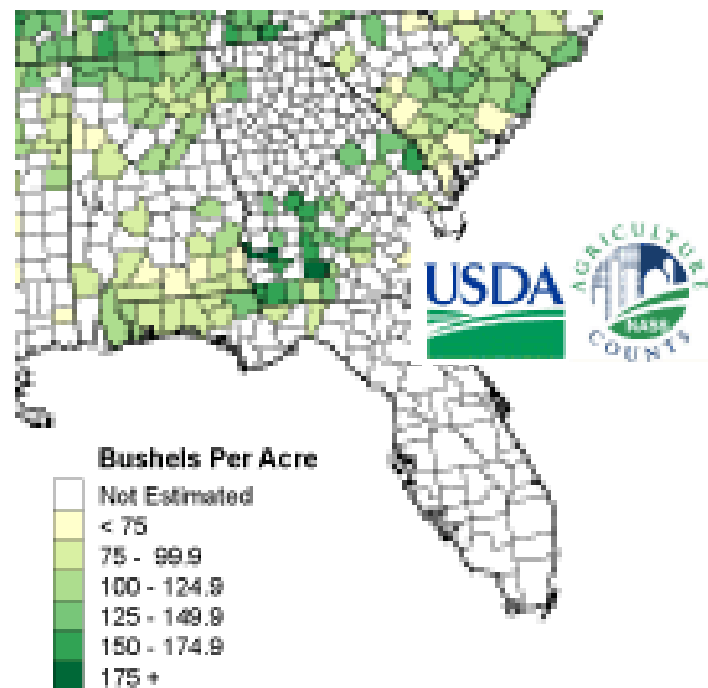 USDA
AGRICULTURE
NASS
COUNTS
Bushels Per Acre
Not Estimated
< 75
75 - 99.9
100 - 124.9
125 - 149.9
150 - 174.9
175 +